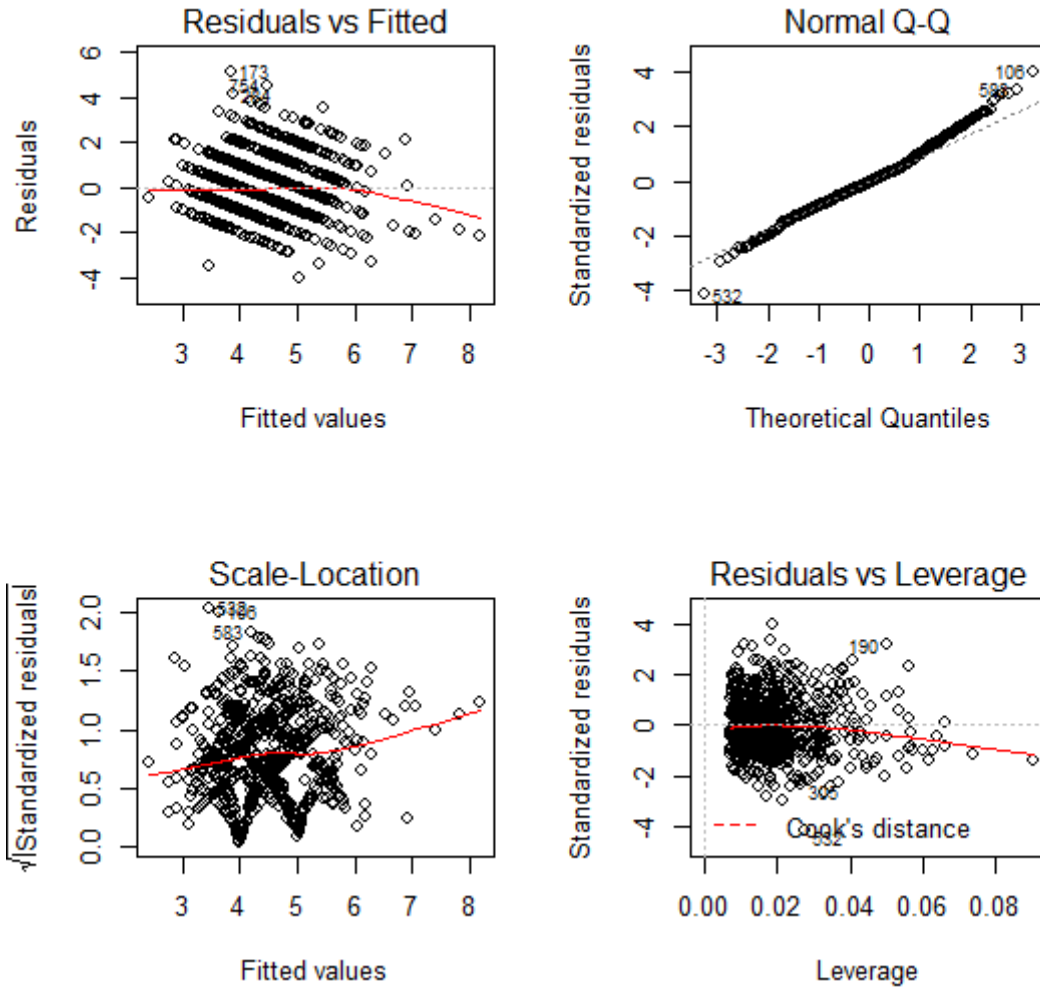 Residuals vs Fitted
Residuals
6
4
2
0
-2
-4
173
754
3 4 5 6 7 8
Fitted values
Normal Q-Q
Standardized residuals
4
2
0
-2
-4
106
532
-3 -2 -1 0 1 2 3
Theoretical Quantiles
Scale-Location
√|Standardized residuals|
2.0
1.5
1.0
0.5
0.0
532
583
3 4 5 6 7 8
Fitted values
Residuals vs Leverage
Standardized residuals
4
2
0
-2
-4
190
305
532
Cook's distance
0.00 0.02 0.04 0.06 0.08
Leverage